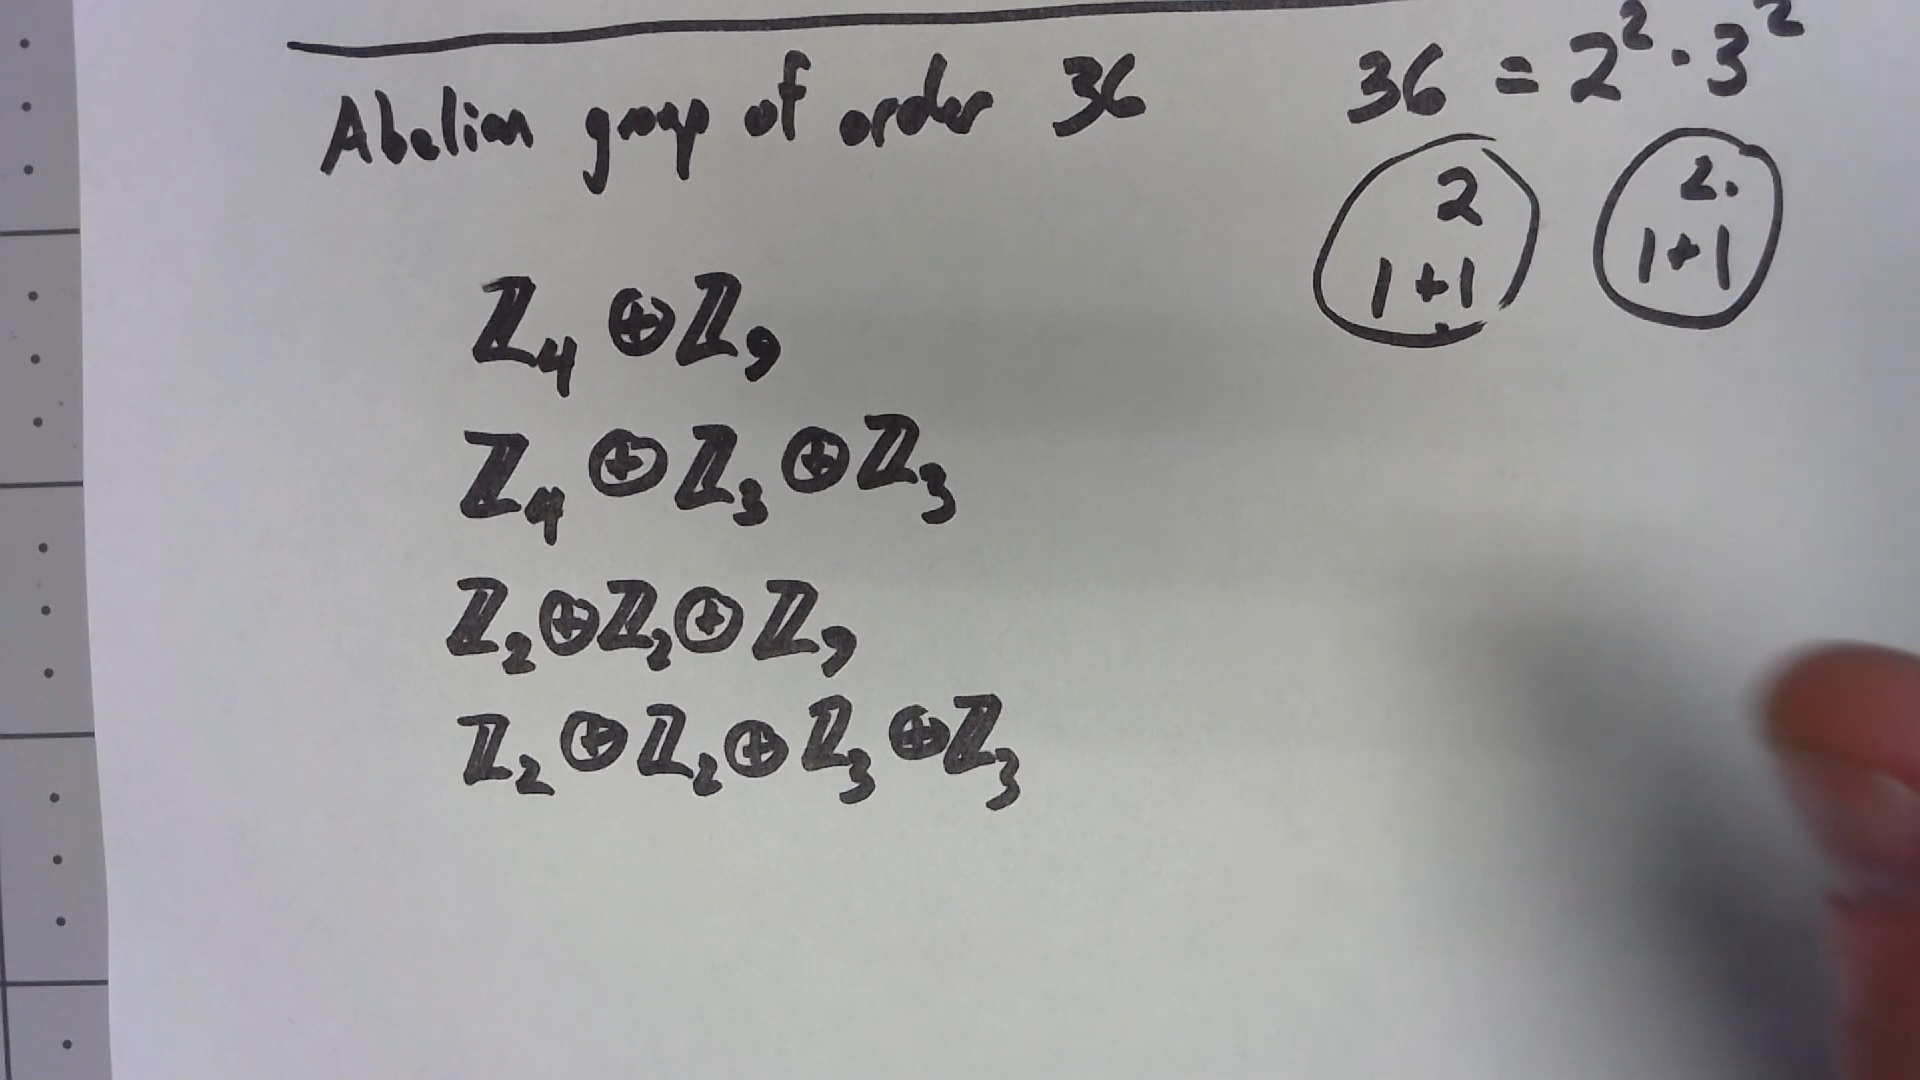 Abelian group of order 36
36 = 2² · 3²
2
1+1
2.
1+1
ℤ₄ ⊕ ℤ₉
ℤ₄ ⊕ ℤ₃ ⊕ ℤ₃
ℤ₂ ⊕ ℤ₂ ⊕ ℤ₉
ℤ₂ ⊕ ℤ₂ ⊕ ℤ₃ ⊕ ℤ₃